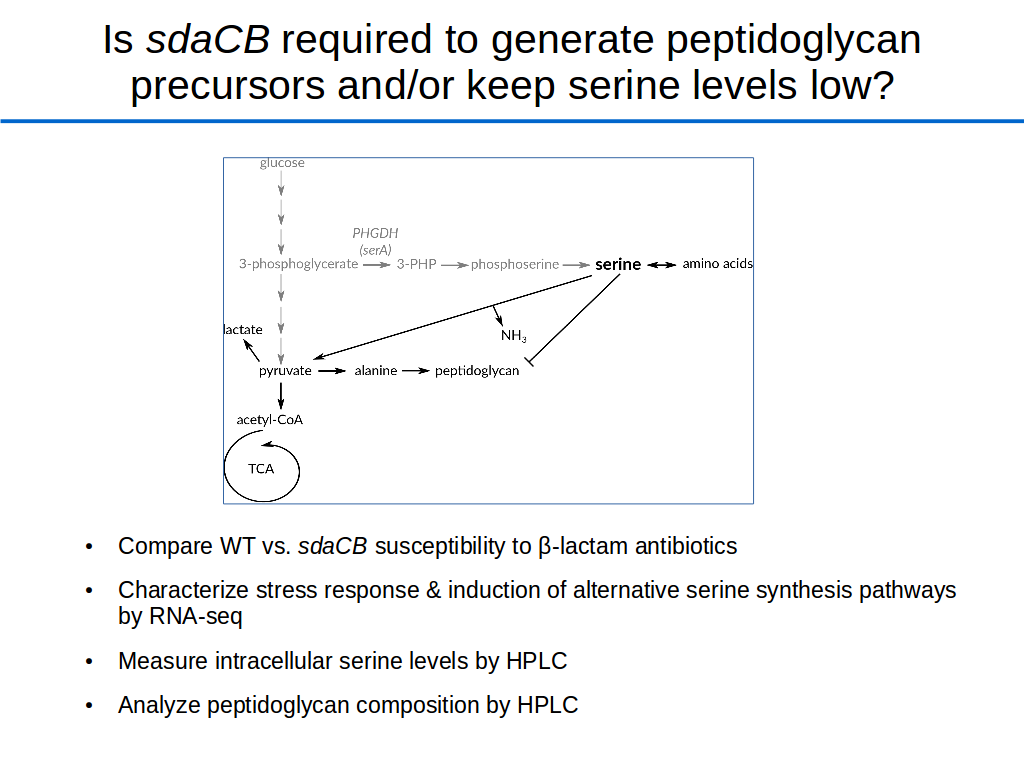 Is sdaCB required to generate peptidoglycan
precursors and/or keep serine levels low?
glucose
PHGDH
(serA)
3-phosphoglycerate 3-PHP phosphoserine serine amino acids
lactate
NH₃
pyruvate alanine peptidoglycan
acetyl-CoA
TCA
• Compare WT vs. sdaCB susceptibility to β-lactam antibiotics
• Characterize stress response & induction of alternative serine synthesis pathways
by RNA-seq
• Measure intracellular serine levels by HPLC
• Analyze peptidoglycan composition by HPLC